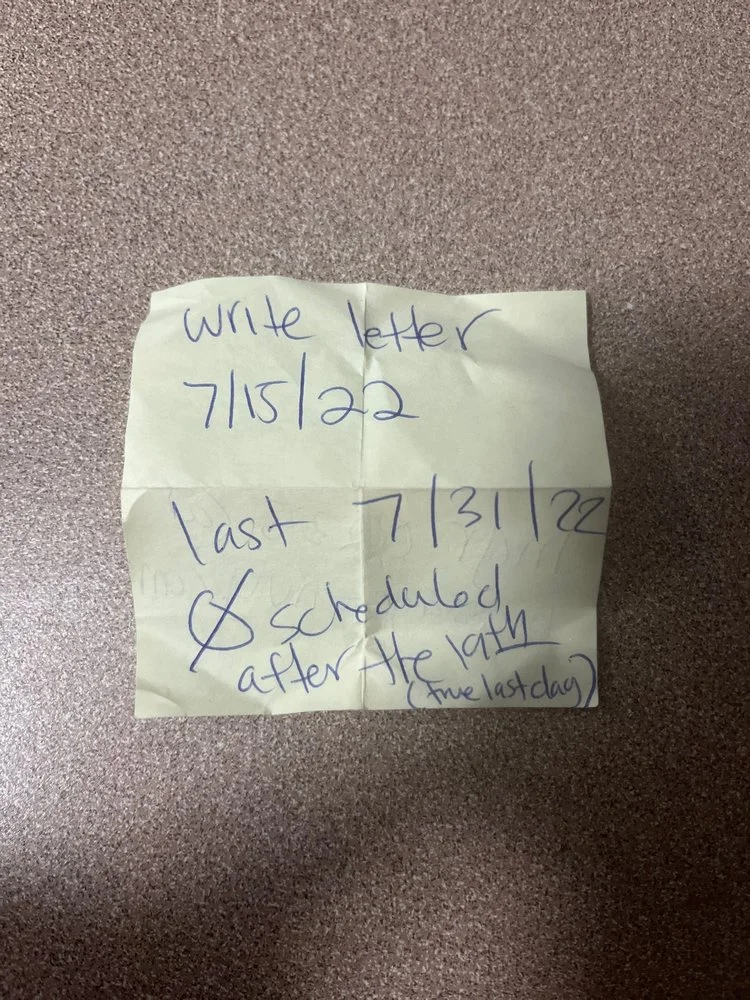 write letter
7/15/22
last 7/31/22
Ø scheduled
after the 19th
(true last day)